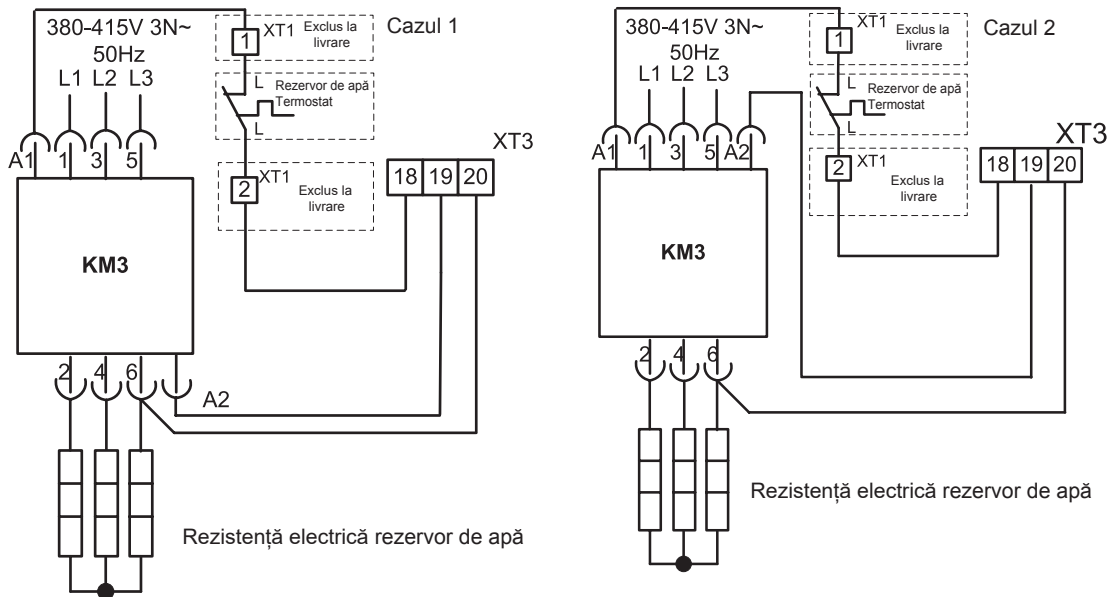 380-415V 3N~
50Hz
L1 L2 L3
1
XT1
Exclus la
livrare
Cazul 1
L
Rezervor de apă
Termostat
L
XT3
A1 1 3 5
2
XT1
Exclus la
livrare
18 19 20
KM3
2 4 6
A2
Rezistență electrică rezervor de apă
380-415V 3N~
50Hz
L1 L2 L3
1
XT1
Exclus la
livrare
Cazul 2
L
Rezervor de apă
Termostat
L
XT3
A1 1 3 5 A2
2
XT1
Exclus la
livrare
18 19 20
KM3
2 4 6
Rezistență electrică rezervor de apă